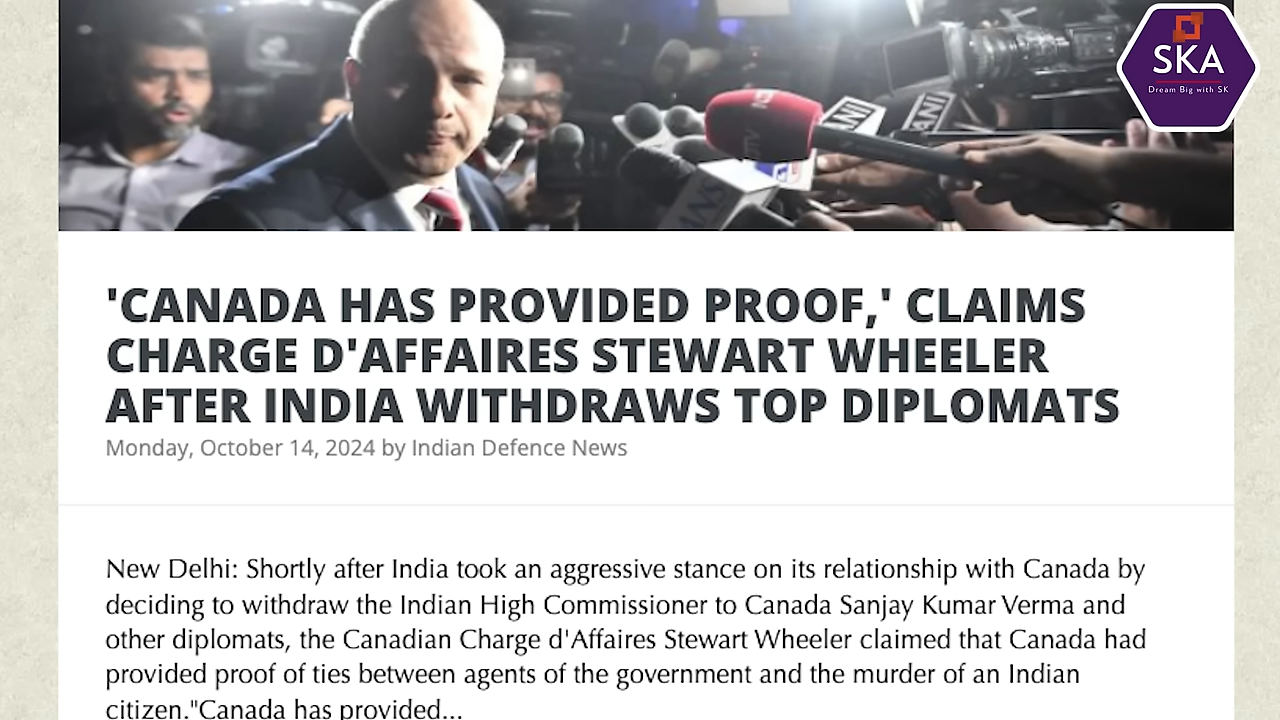 SKA
Dream Big with SK
ANI
ANI
IANS
'CANADA HAS PROVIDED PROOF,' CLAIMS
CHARGE D'AFFAIRES STEWART WHEELER
AFTER INDIA WITHDRAWS TOP DIPLOMATS
Monday, October 14, 2024 by Indian Defence News
New Delhi: Shortly after India took an aggressive stance on its relationship with Canada by
deciding to withdraw the Indian High Commissioner to Canada Sanjay Kumar Verma and
other diplomats, the Canadian Charge d'Affaires Stewart Wheeler claimed that Canada had
provided proof of ties between agents of the government and the murder of an Indian
citizen."Canada has provided...